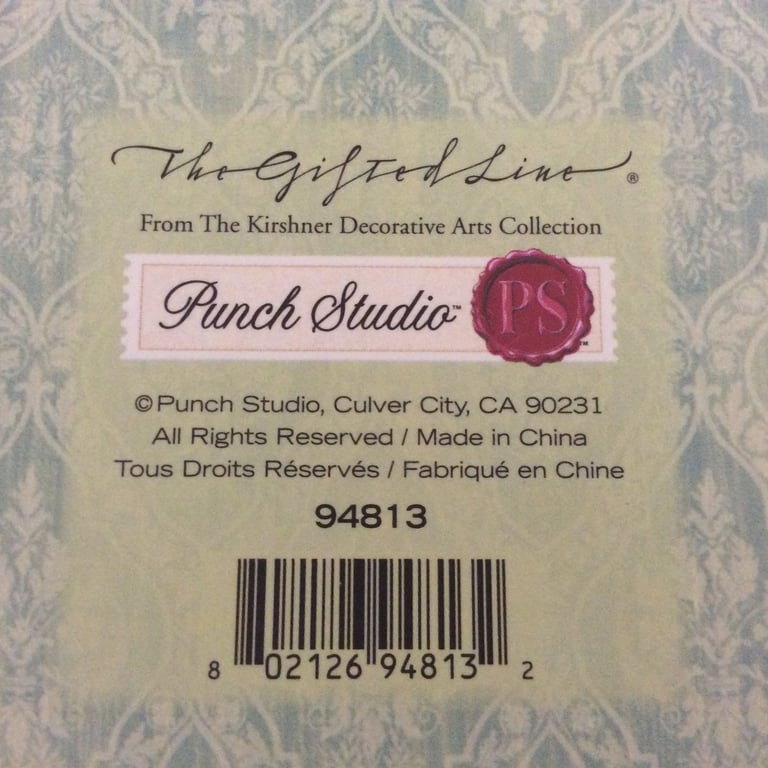 The Gifted Line®
From The Kirshner Decorative Arts Collection
Punch Studio™ PS™
©Punch Studio, Culver City, CA 90231
All Rights Reserved / Made in China
Tous Droits Réservés / Fabriqué en Chine
94813
8 02126 94813 2